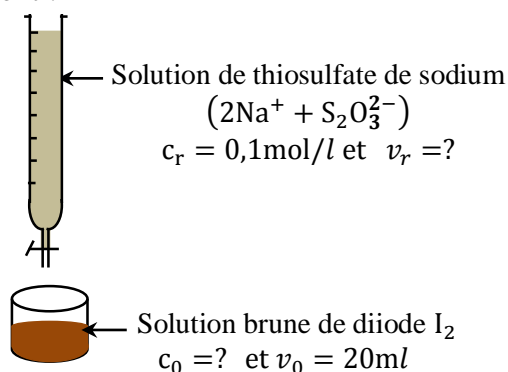 Solution de thiosulfate de sodium
(2Na⁺ + S₂O₃²⁻)
cᵣ = 0,1mol/l et vᵣ =?
Solution brune de diiode I₂
c₀ =? et v₀ = 20ml